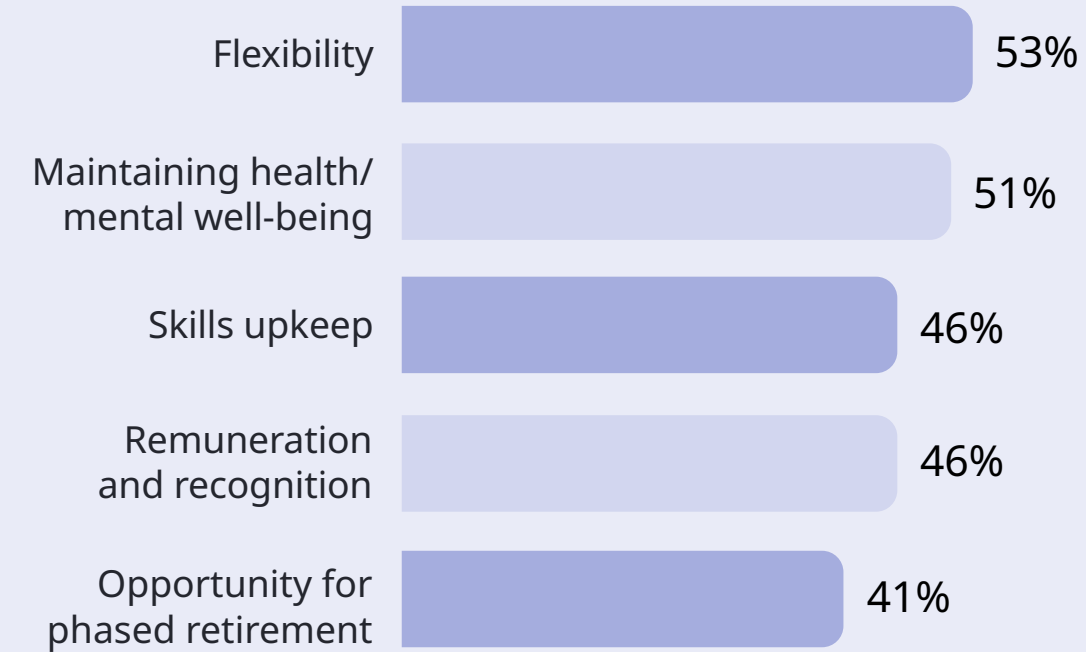 Flexibility 53%
Maintaining health/
mental well-being 51%
Skills upkeep 46%
Remuneration
and recognition 46%
Opportunity for
phased retirement 41%